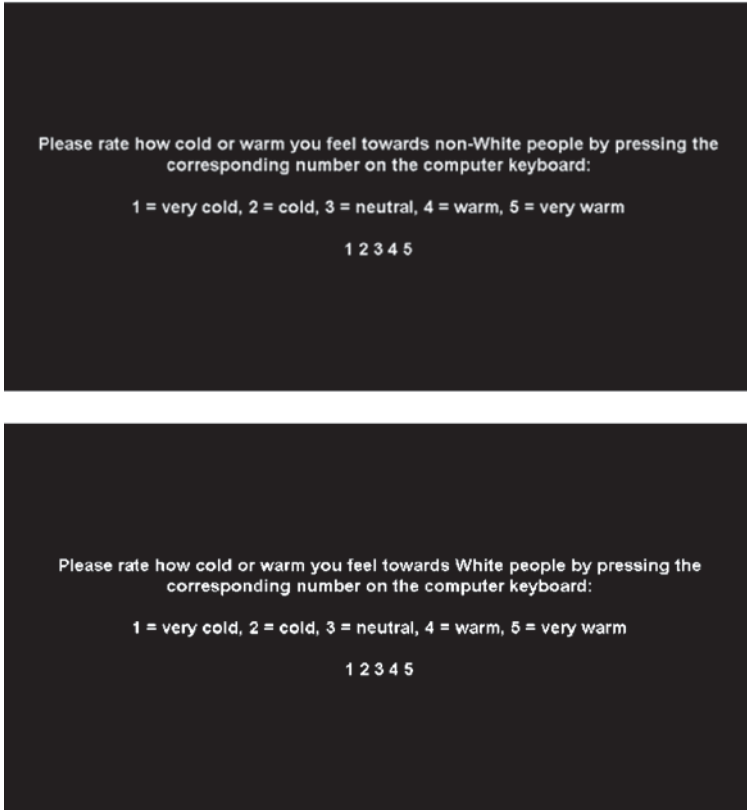 Please rate how cold or warm you feel towards non-White people by pressing the
corresponding number on the computer keyboard:
1 = very cold, 2 = cold, 3 = neutral, 4 = warm, 5 = very warm
1 2 3 4 5
Please rate how cold or warm you feel towards White people by pressing the
corresponding number on the computer keyboard:
1 = very cold, 2 = cold, 3 = neutral, 4 = warm, 5 = very warm
1 2 3 4 5